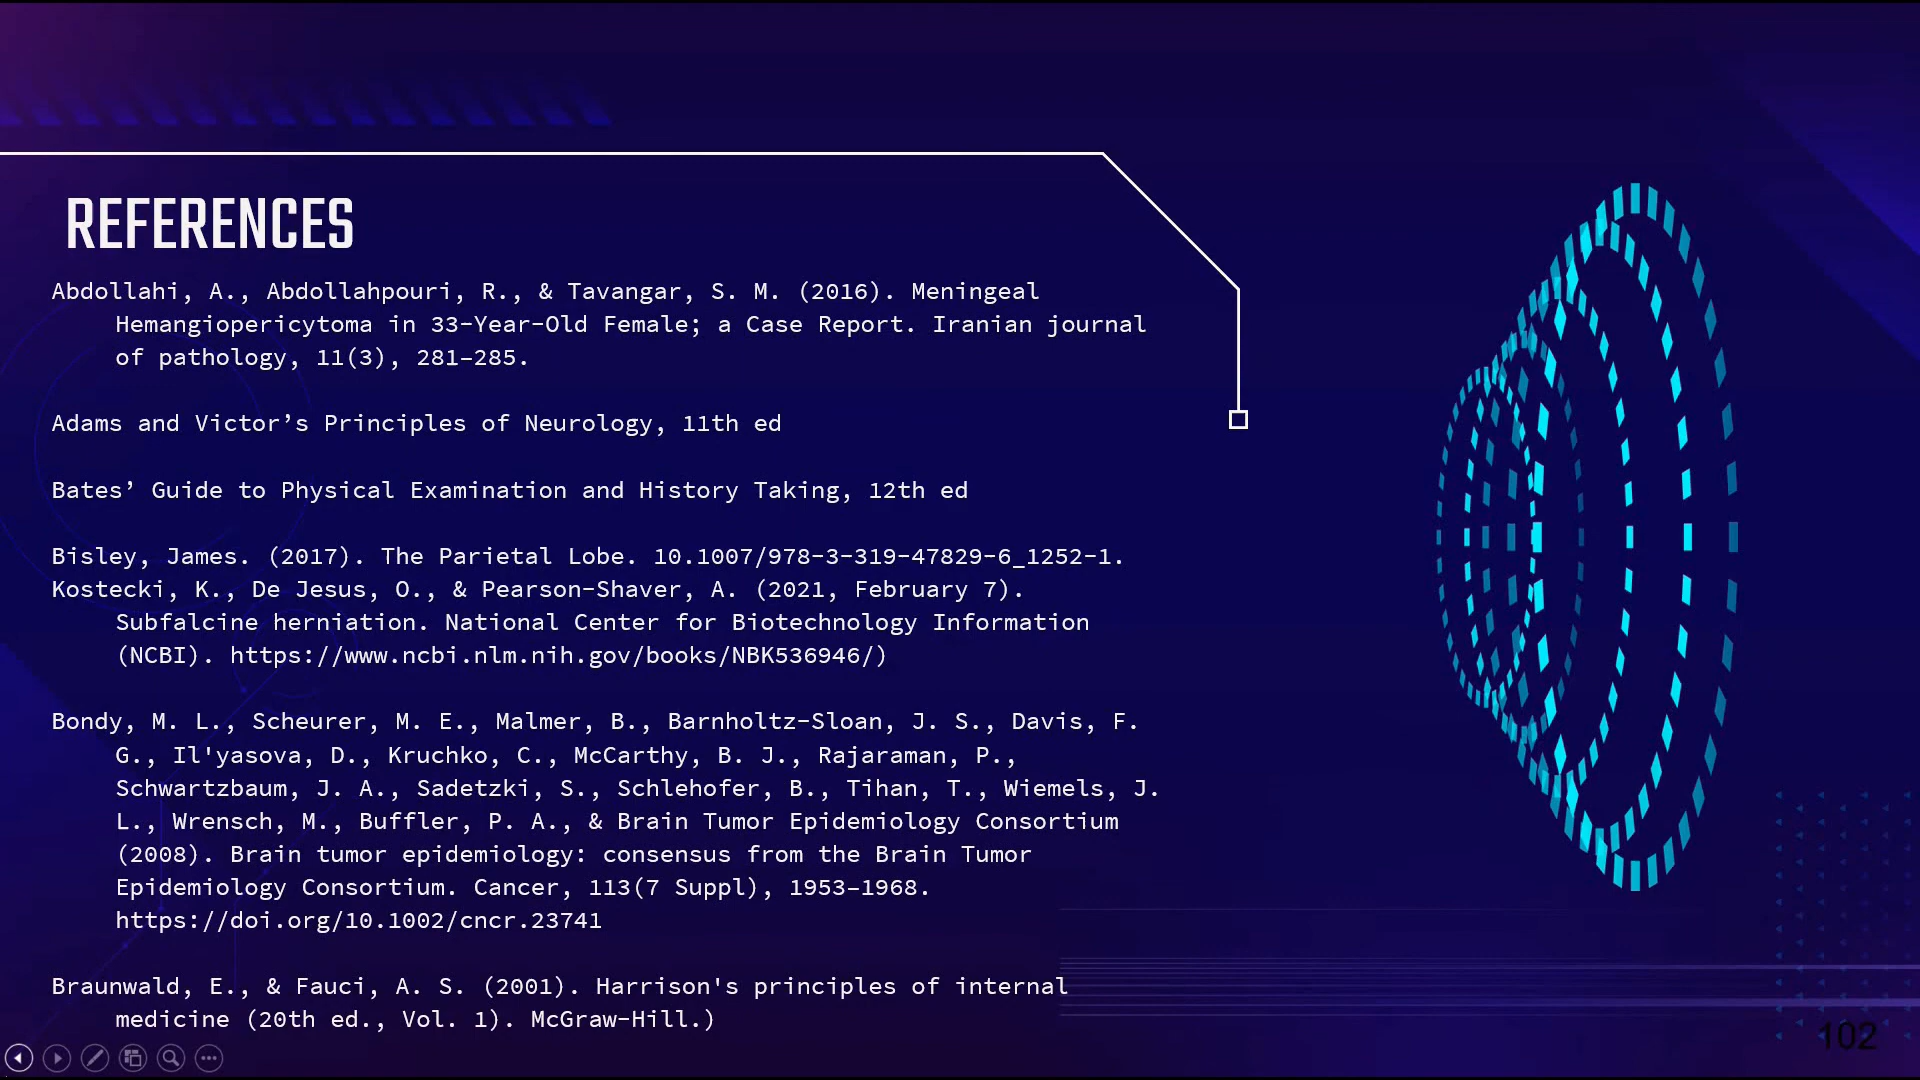 REFERENCES
Abdollahi, A., Abdollahpouri, R., & Tavangar, S. M. (2016). Meningeal
Hemangiopericytoma in 33-Year-Old Female; a Case Report. Iranian journal
of pathology, 11(3), 281–285.
Adams and Victor’s Principles of Neurology, 11th ed
Bates’ Guide to Physical Examination and History Taking, 12th ed
Bisley, James. (2017). The Parietal Lobe. 10.1007/978-3-319-47829-6_1252-1.
Kostecki, K., De Jesus, O., & Pearson-Shaver, A. (2021, February 7).
Subfalcine herniation. National Center for Biotechnology Information
(NCBI). https://www.ncbi.nlm.nih.gov/books/NBK536946/)
Bondy, M. L., Scheurer, M. E., Malmer, B., Barnholtz-Sloan, J. S., Davis, F.
G., Il'yasova, D., Kruchko, C., McCarthy, B. J., Rajaraman, P.,
Schwartzbaum, J. A., Sadetzki, S., Schlehofer, B., Tihan, T., Wiemels, J.
L., Wrensch, M., Buffler, P. A., & Brain Tumor Epidemiology Consortium
(2008). Brain tumor epidemiology: consensus from the Brain Tumor
Epidemiology Consortium. Cancer, 113(7 Suppl), 1953–1968.
https://doi.org/10.1002/cncr.23741
Braunwald, E., & Fauci, A. S. (2001). Harrison's principles of internal
medicine (20th ed., Vol. 1). McGraw-Hill.)
102